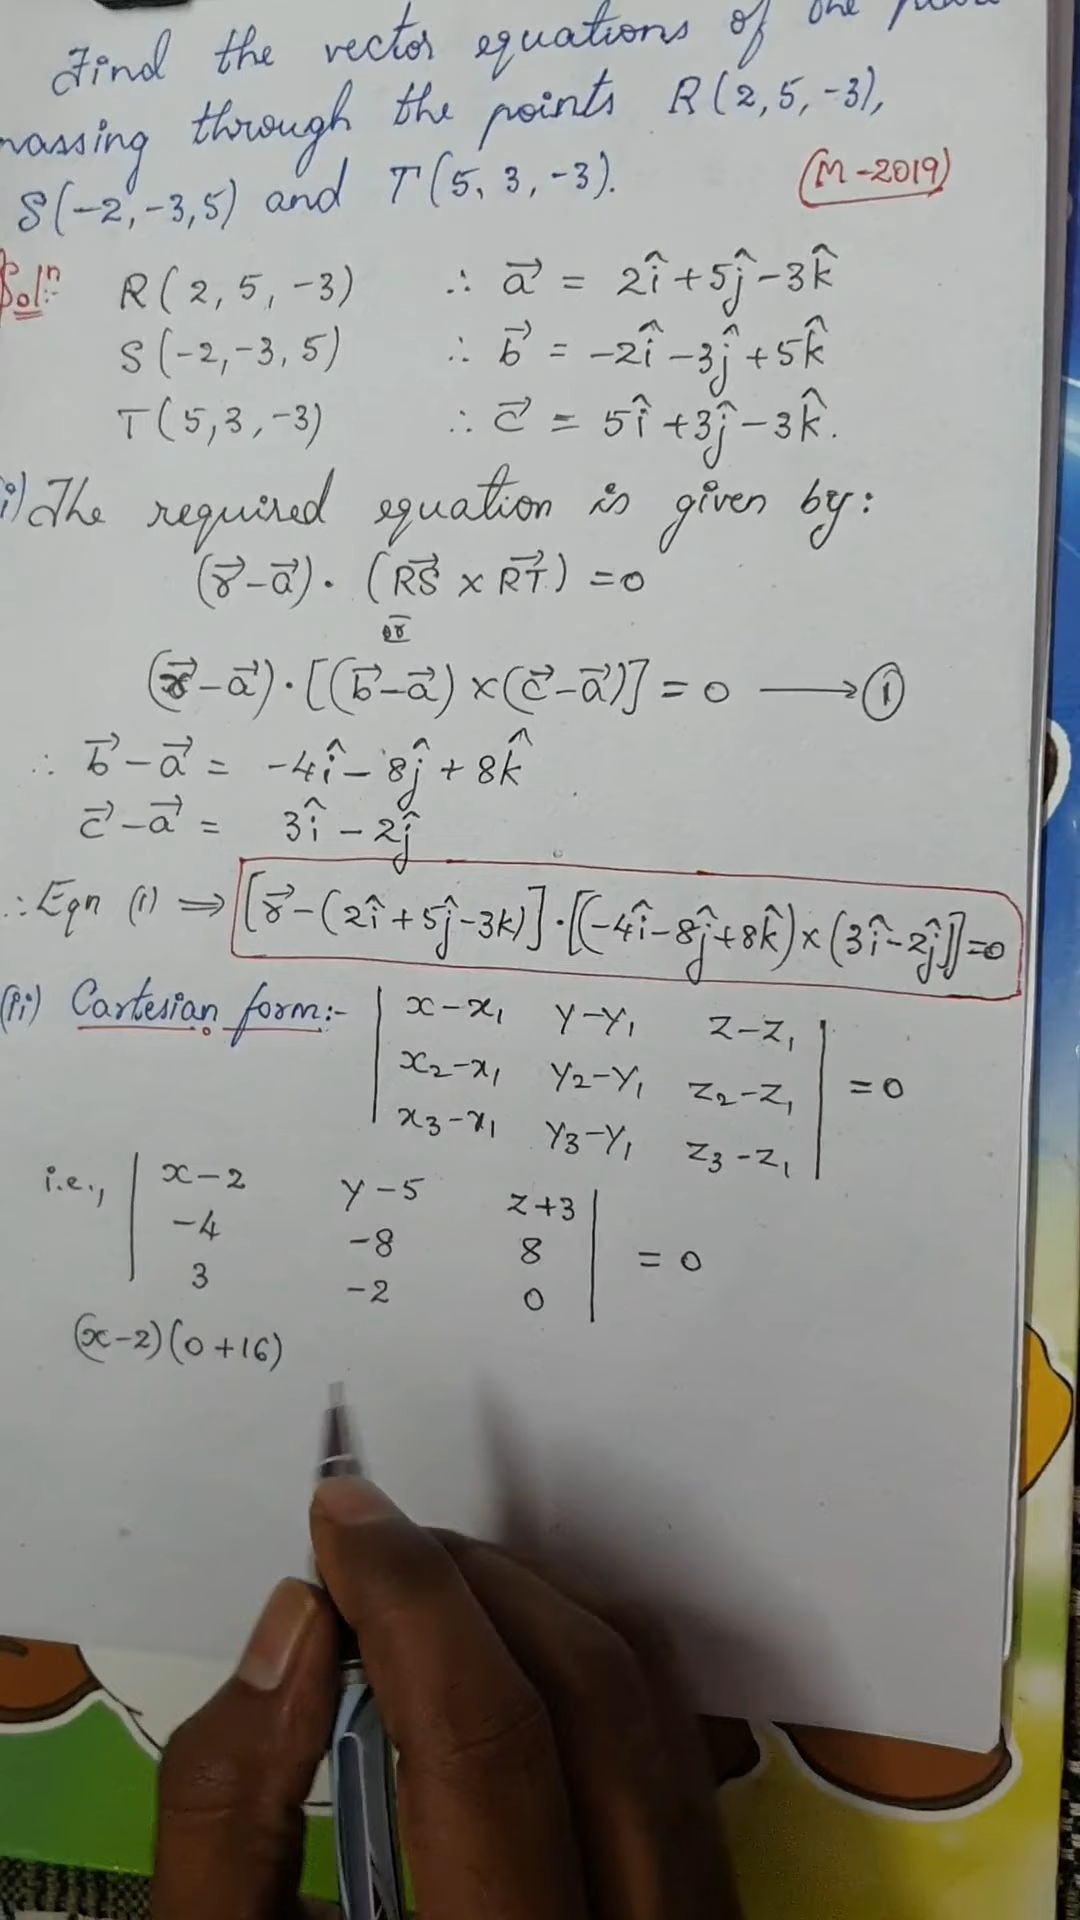 Find the vector equations of the
passing through the points R(2,5,-3),
S(-2,-3,5) and T(5,3,-3). (M-2019)
Solⁿ:- R(2,5,-3) ∴ a⃗ = 2î+5ĵ-3k̂
S(-2,-3,5) ∴ b⃗ = -2î-3ĵ+5k̂
T(5,3,-3) ∴ c⃗ = 5î+3ĵ-3k̂.
i) The required equation is given by:
(r⃗-a⃗)·(RS⃗ × RT⃗) =0
or
(r⃗-a⃗)·[(b⃗-a⃗)×(c⃗-a⃗)] = 0 ⟶ ①
∴ b⃗-a⃗ = -4î-8ĵ+8k̂
c⃗-a⃗ = 3î-2ĵ
∴ Eqn (1) ⟹ [r⃗-(2î+5ĵ-3k)]·[(-4î-8ĵ+8k̂)×(3î-2ĵ)]=0
(ii) Cartesian form:- | x-x₁ y-y₁ z-z₁ |
| x₂-x₁ y₂-y₁ z₂-z₁ | = 0
| x₃-x₁ y₃-y₁ z₃-z₁ |
i.e., | x-2 y-5 z+3 |
| -4 -8 8 | = 0
| 3 -2 0 |
(x-2)(0+16)